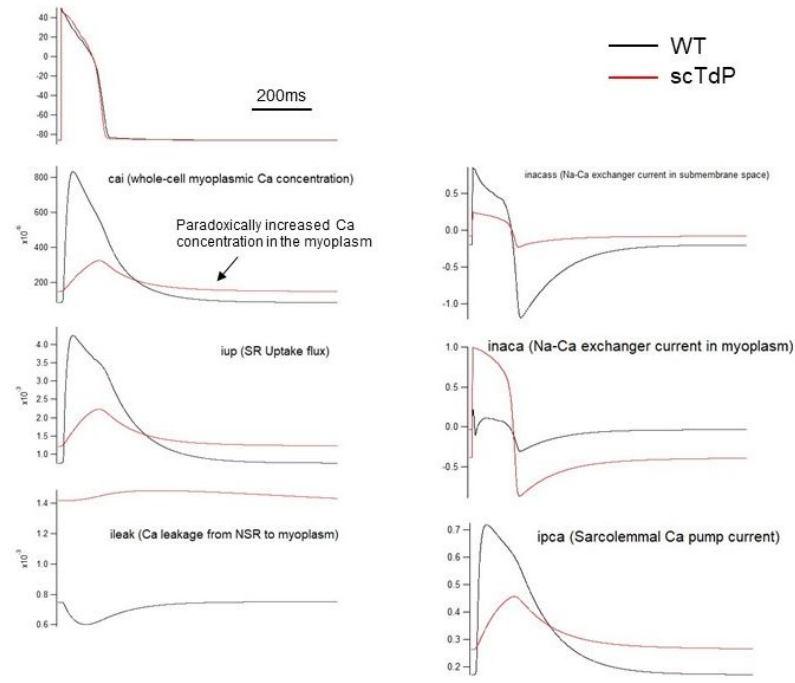 WT
scTdP
40
20
0
-20
-40
-60
-80
200ms
cai (whole-cell myoplasmic Ca concentration)
800
600
400
200
x10⁻⁶
Paradoxically increased Ca
concentration in the myoplasm
inacass (Na-Ca exchanger current in submembrane space)
0.5
0.0
-0.5
-1.0
iup (SR Uptake flux)
4.0
3.5
3.0
2.5
2.0
1.5
1.0
x10⁻³
inaca (Na-Ca exchanger current in myoplasm)
1.0
0.5
0.0
-0.5
ileak (Ca leakage from NSR to myoplasm)
1.4
1.2
1.0
0.8
0.6
x10⁻³
ipca (Sarcolemmal Ca pump current)
0.7
0.6
0.5
0.4
0.3
0.2